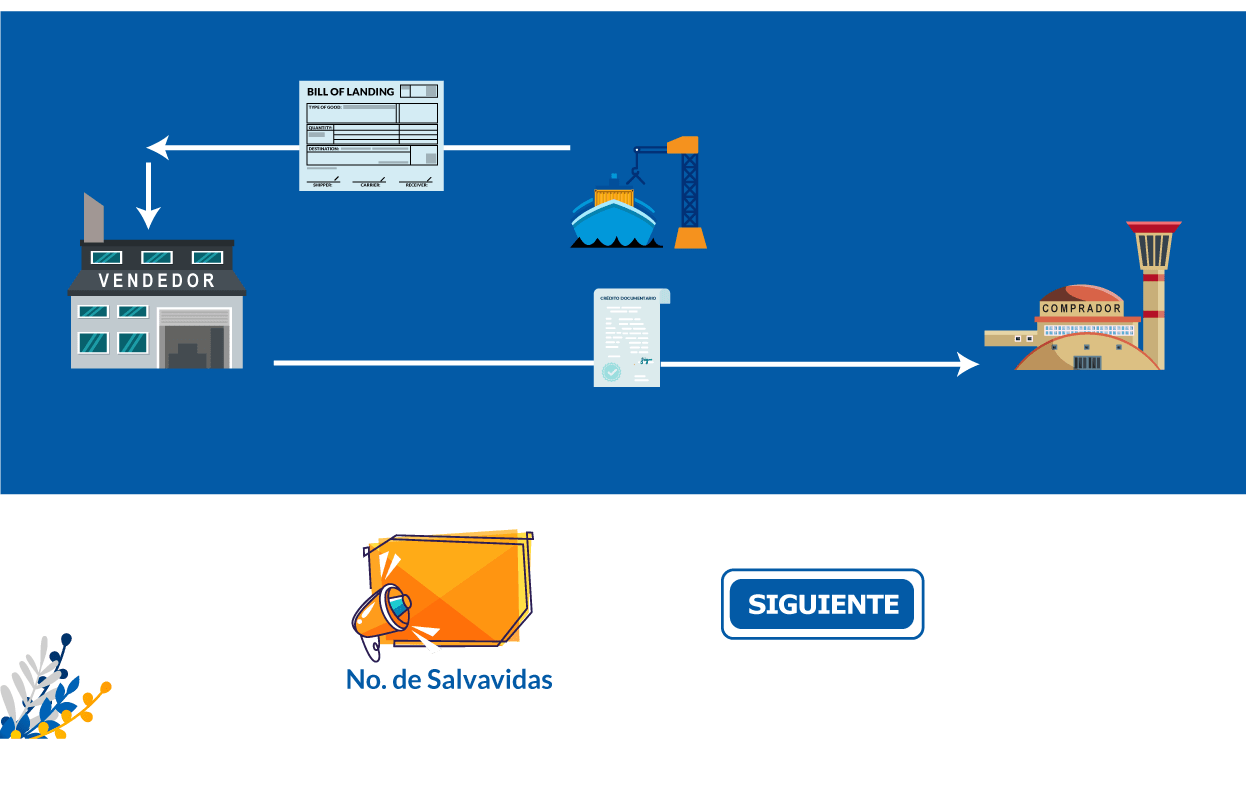 BILL OF LANDING
TYPE OF GOOD:
QUANTITY:
DESTINATION:
SHIPPER: CARRIER: RECEIVER:
VENDEDOR
CRÉDITO DOCUMENTARIO
COMPRADOR
SIGUIENTE
No. de Salvavidas